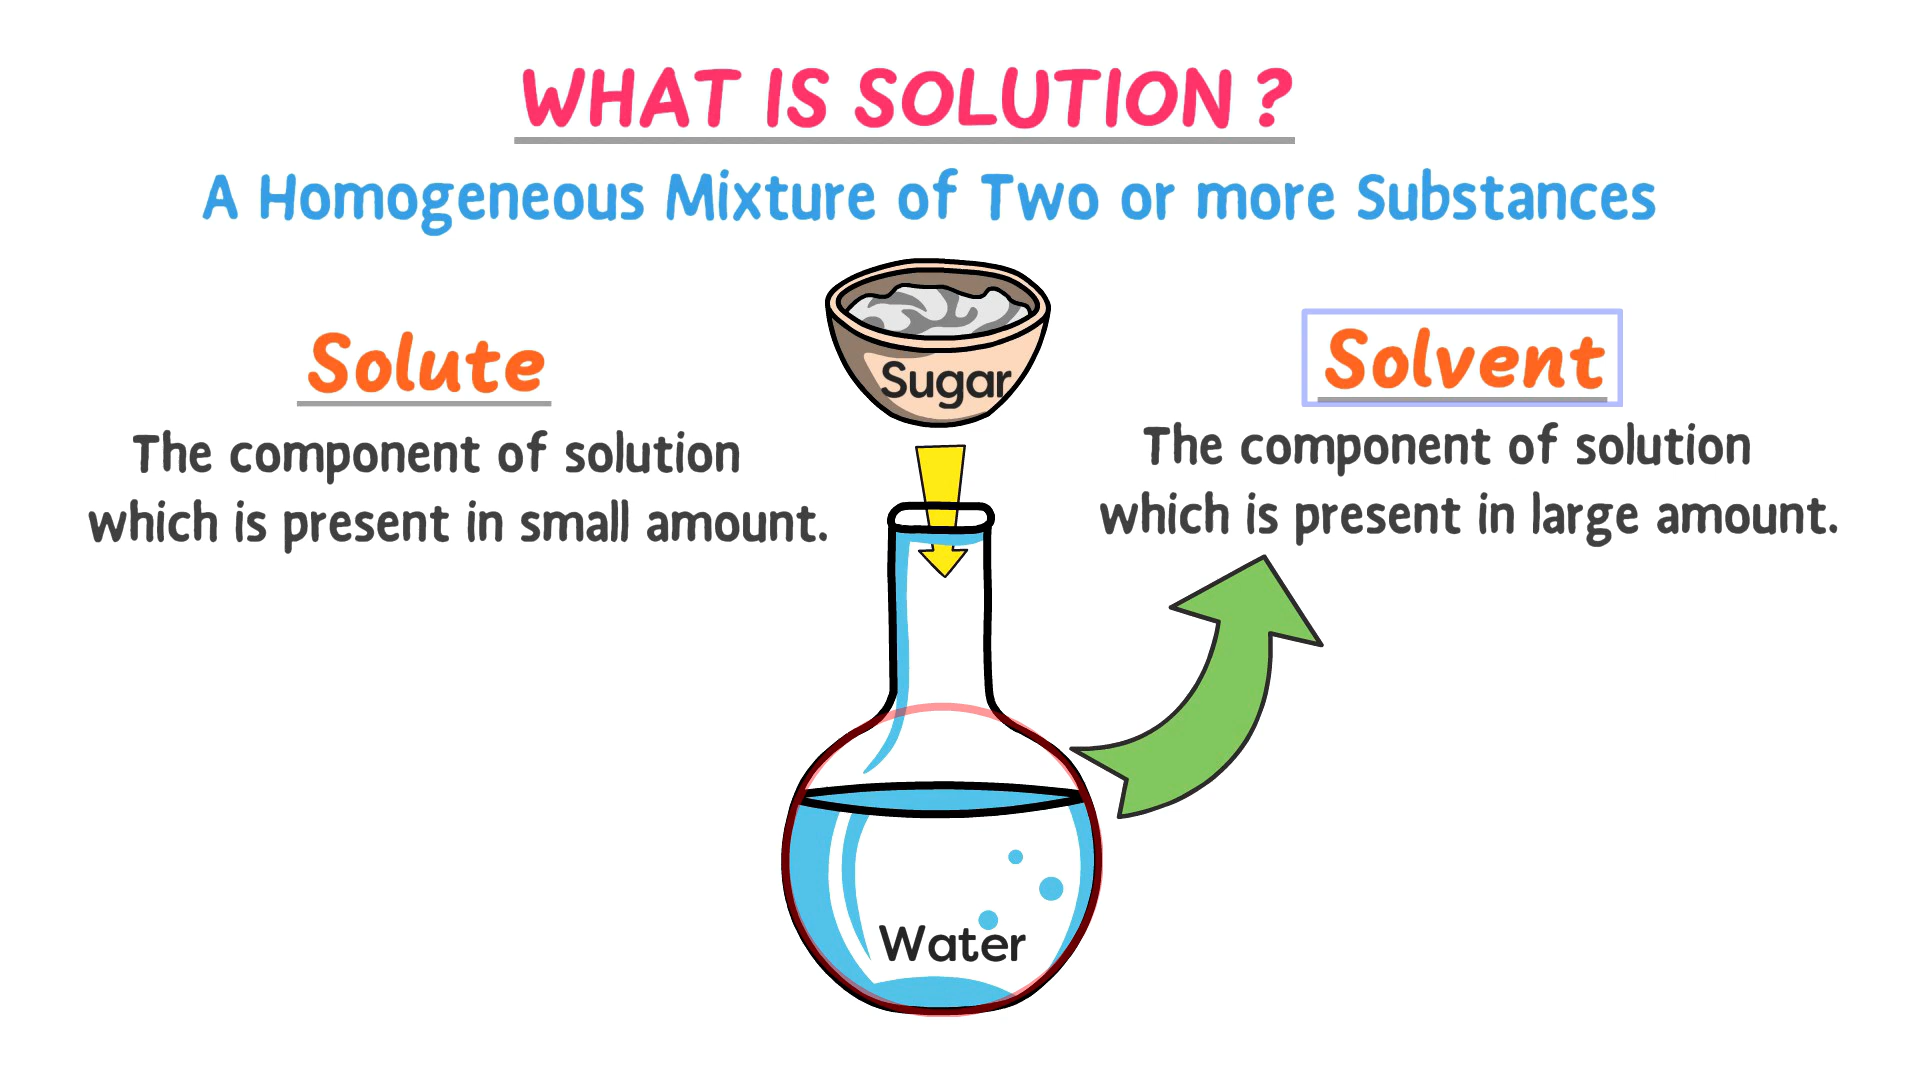 WHAT IS SOLUTION ?
A Homogeneous Mixture of Two or more Substances
Solute
The component of solution
which is present in small amount.
Sugar
Solvent
The component of solution
which is present in large amount.
Water